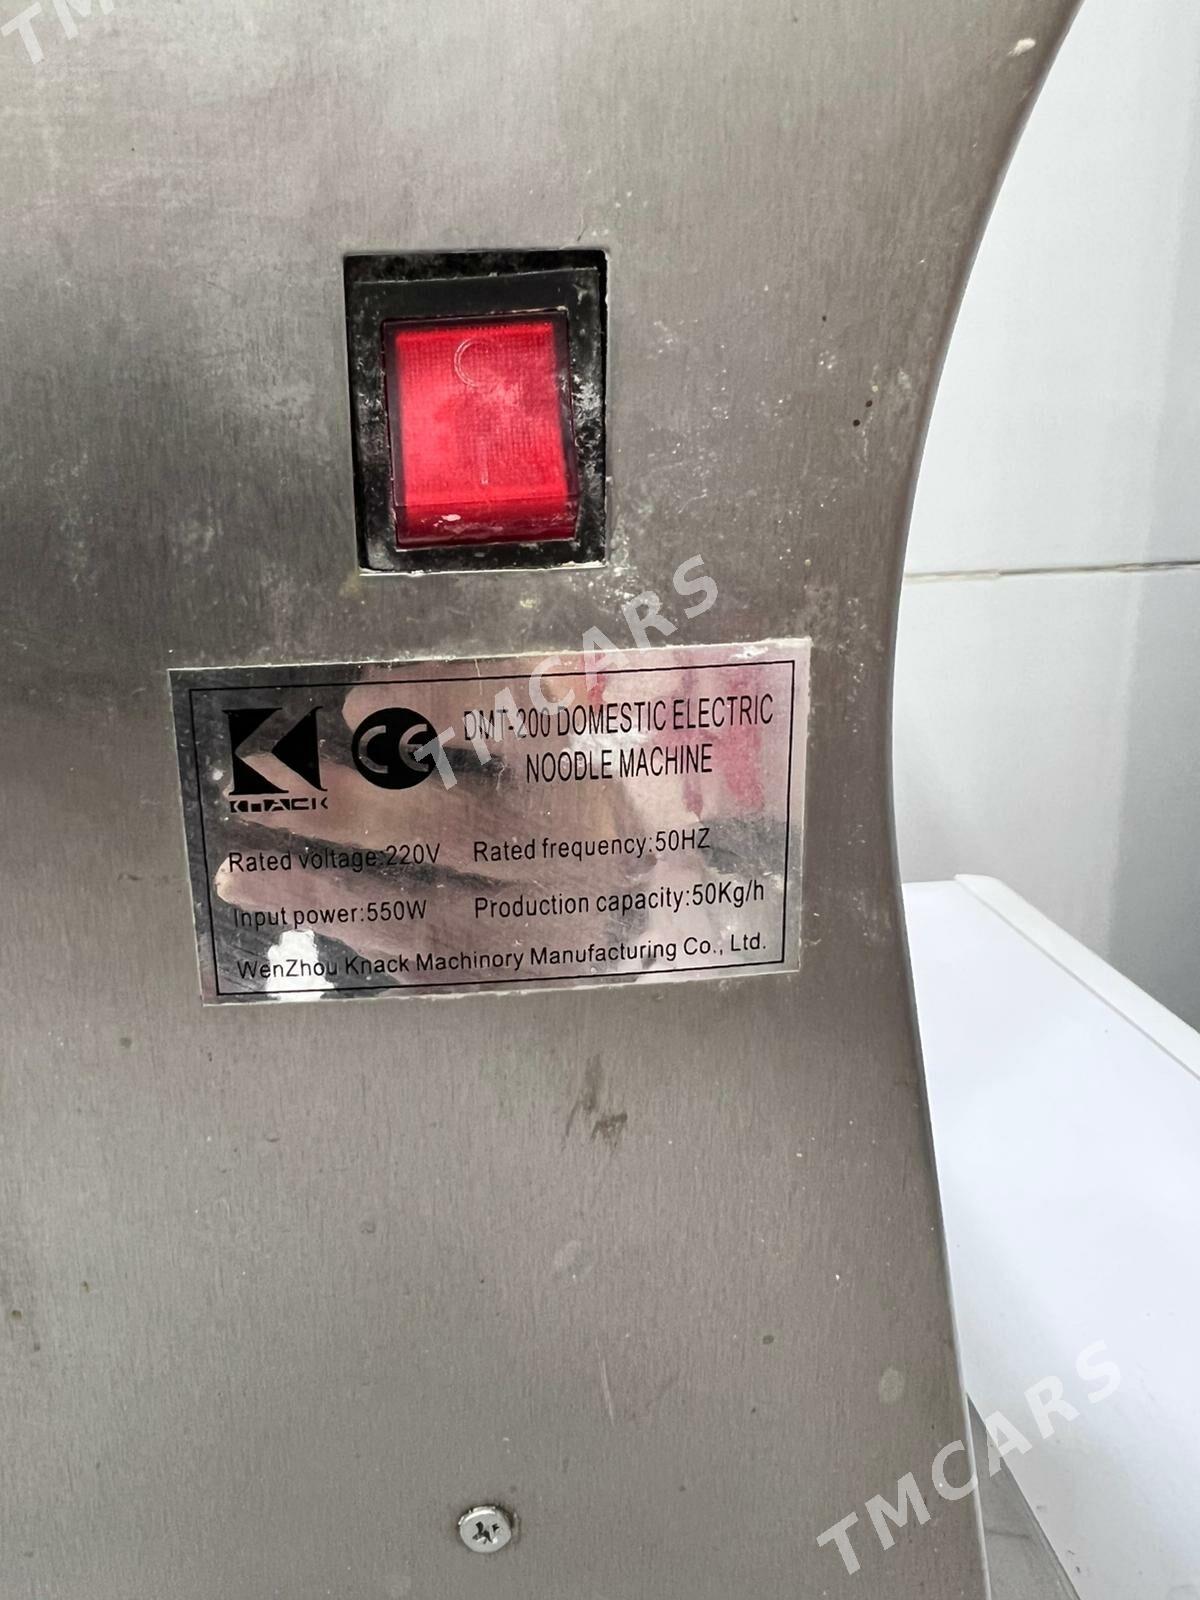 TMCARS
O
I
TMCARS
KNACK
CE
DMT-200 DOMESTIC ELECTRIC
NOODLE MACHINE
Rated voltage:220V Rated frequency:50HZ
Input power:550W Production capacity:50Kg/h
WenZhou Knack Machinory Manufacturing Co., Ltd.
TMCARS